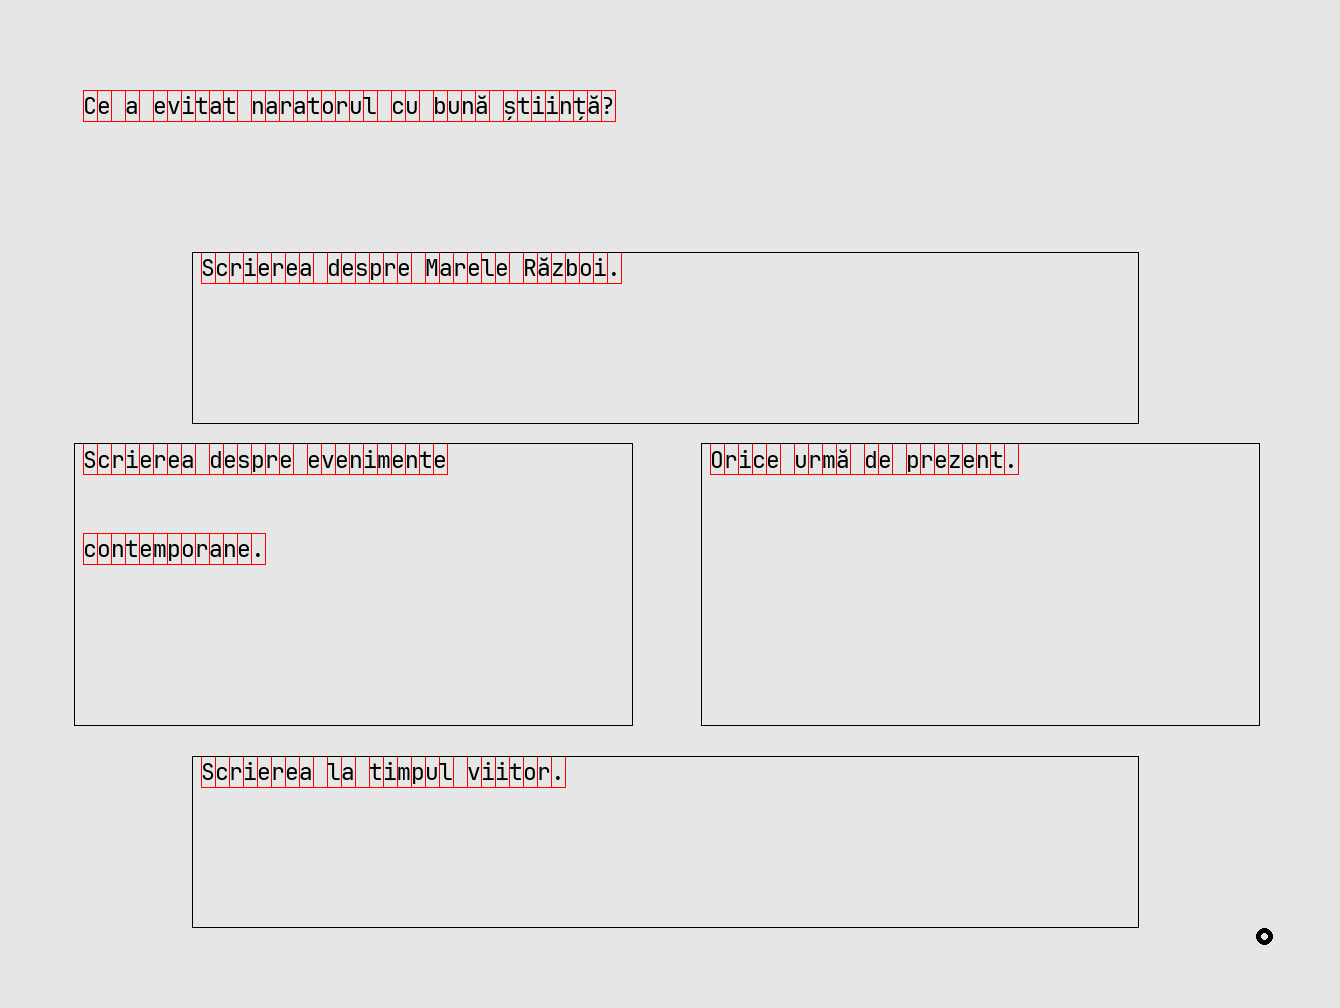 Ce a evitat naratorul cu bună știință?
Scrierea despre Marele Război.
Scrierea despre evenimente
contemporane.
Orice urmă de prezent.
Scrierea la timpul viitor.